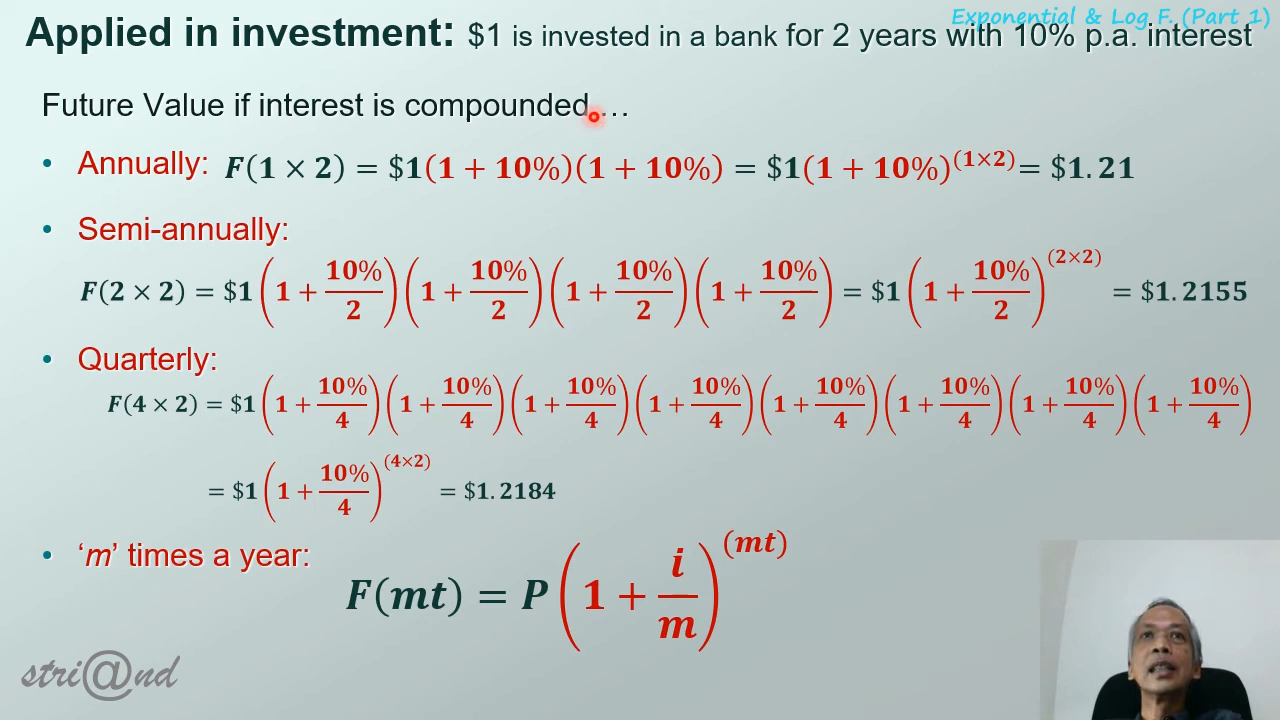 Exponential & Log F. (Part 1)
Applied in investment: $1 is invested in a bank for 2 years with 10% p.a. interest
Future Value if interest is compounded…
• Annually: F(1 × 2) = $1(1 + 10%)(1 + 10%) = $1(1 + 10%)^(1×2) = $1.21
• Semi-annually:
F(2 × 2) = $1(1 + 10%/2)(1 + 10%/2)(1 + 10%/2)(1 + 10%/2) = $1(1 + 10%/2)^(2×2) = $1.2155
• Quarterly:
F(4 × 2) = $1(1 + 10%/4)(1 + 10%/4)(1 + 10%/4)(1 + 10%/4)(1 + 10%/4)(1 + 10%/4)(1 + 10%/4)(1 + 10%/4)
= $1(1 + 10%/4)^(4×2) = $1.2184
• ‘m’ times a year: F(mt) = P(1 + i/m)^(mt)
stri@nd